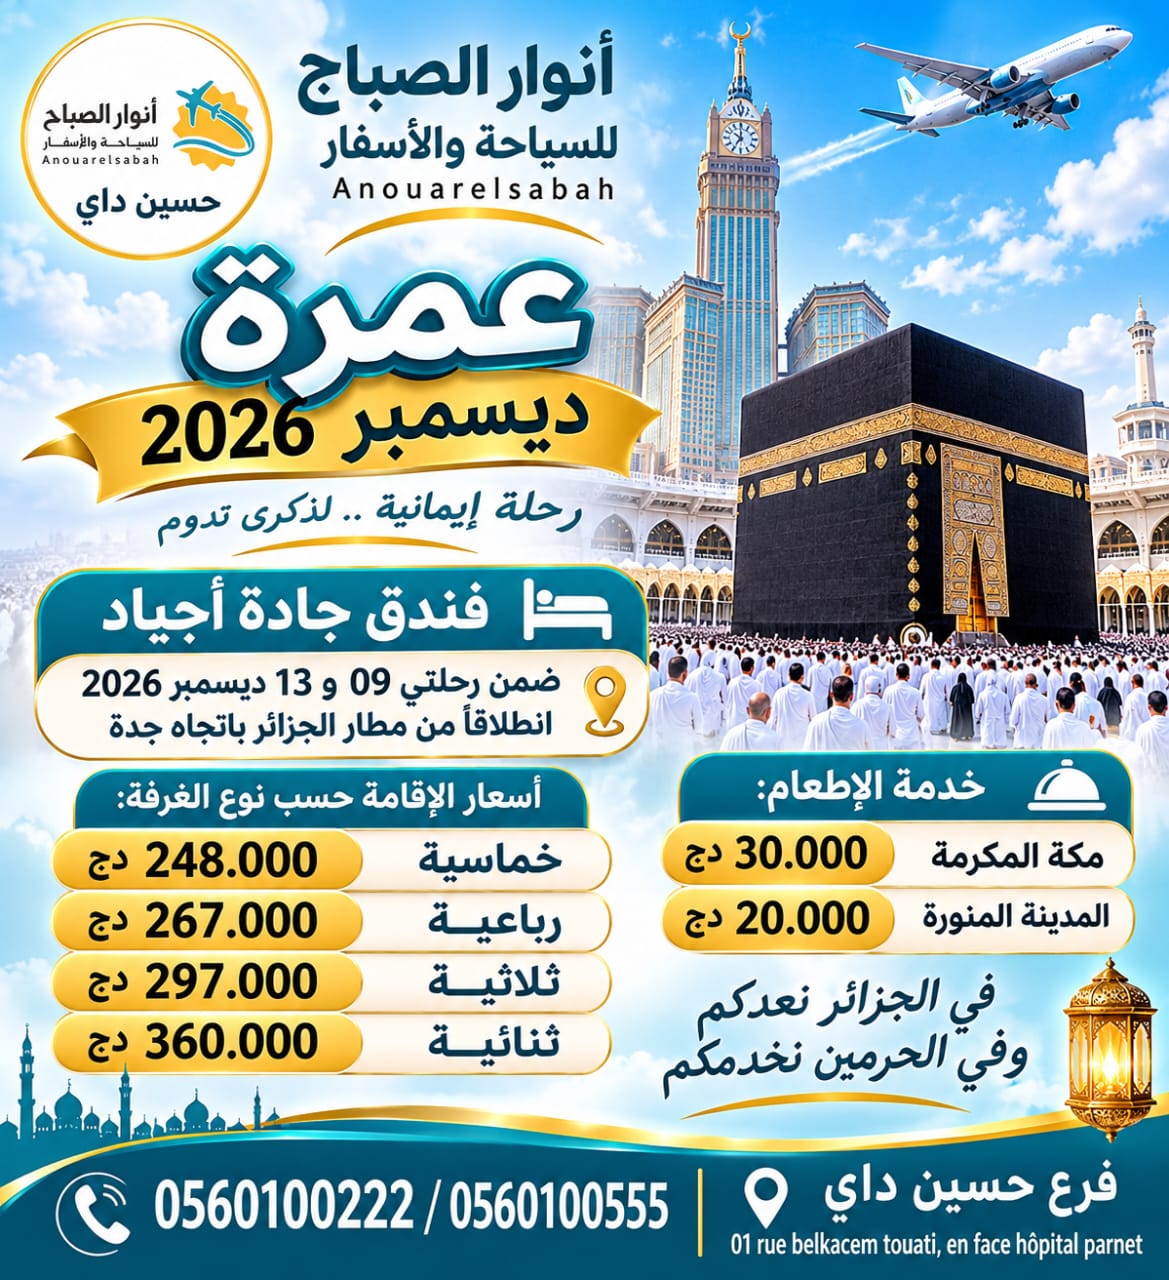 أنوار الصباح
للسياحة والأسفار
Anouarelsabah
حسين داي
أنوار الصباح
للسياحة والأسفار
Anouarelsabah
عمرة
ديسمبر 2026
رحلة إيمانية .. لذكرى تدوم
فندق جادة أجياد
ضمن رحلتي 09 و 13 ديسمبر 2026
انطلاقاً من مطار الجزائر باتجاه جدة
أسعار الإقامة حسب نوع الغرفة:
خماسية 248.000 دج
رباعيـة 267.000 دج
ثلاثيـة 297.000 دج
ثنائيـة 360.000 دج
خدمة الإطعام:
مكة المكرمة 30.000 دج
المدينة المنورة 20.000 دج
في الجزائر نعدكم
وفي الحرمين نخدمكم
0560100222 / 0560100555
فرع حسين داي
01 rue belkacem touati, en face hôpital parnet